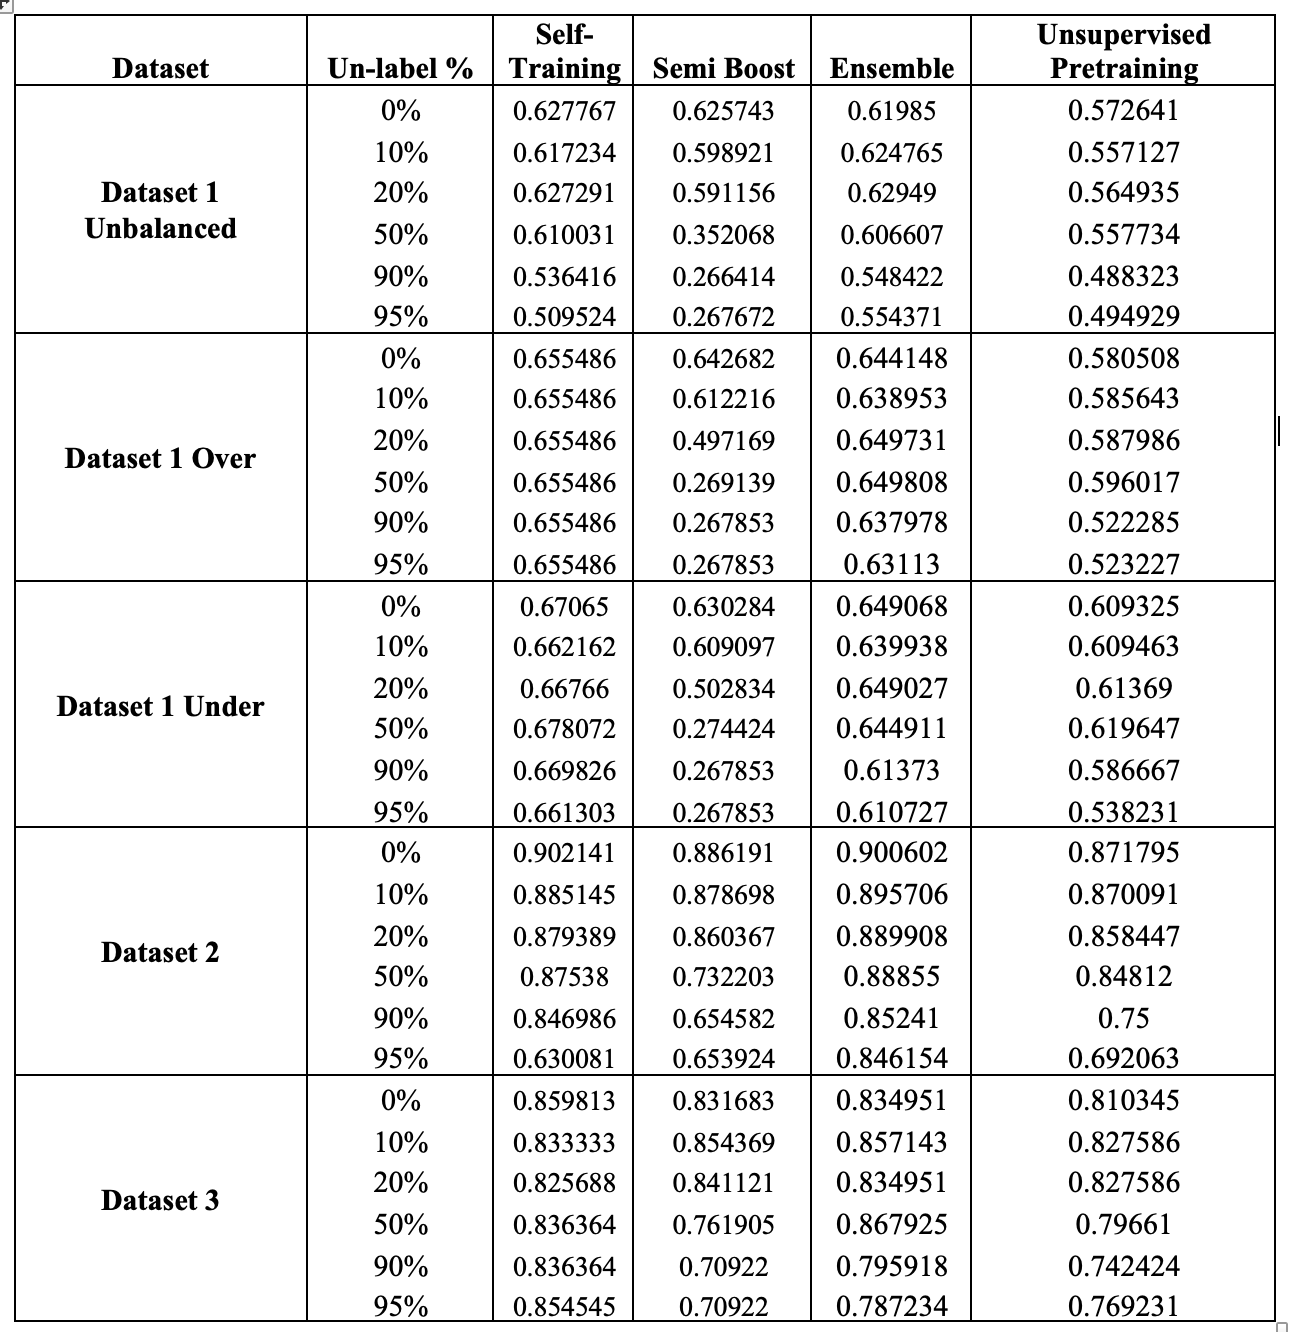 Dataset Un-label % Self-Training Semi Boost Ensemble Unsupervised Pretraining
Dataset 1 Unbalanced
0% 0.627767 0.625743 0.61985 0.572641
10% 0.617234 0.598921 0.624765 0.557127
20% 0.627291 0.591156 0.62949 0.564935
50% 0.610031 0.352068 0.606607 0.557734
90% 0.536416 0.266414 0.548422 0.488323
95% 0.509524 0.267672 0.554371 0.494929
Dataset 1 Over
0% 0.655486 0.642682 0.644148 0.580508
10% 0.655486 0.612216 0.638953 0.585643
20% 0.655486 0.497169 0.649731 0.587986
50% 0.655486 0.269139 0.649808 0.596017
90% 0.655486 0.267853 0.637978 0.522285
95% 0.655486 0.267853 0.63113 0.523227
Dataset 1 Under
0% 0.67065 0.630284 0.649068 0.609325
10% 0.662162 0.609097 0.639938 0.609463
20% 0.66766 0.502834 0.649027 0.61369
50% 0.678072 0.274424 0.644911 0.619647
90% 0.669826 0.267853 0.61373 0.586667
95% 0.661303 0.267853 0.610727 0.538231
Dataset 2
0% 0.902141 0.886191 0.900602 0.871795
10% 0.885145 0.878698 0.895706 0.870091
20% 0.879389 0.860367 0.889908 0.858447
50% 0.87538 0.732203 0.88855 0.84812
90% 0.846986 0.654582 0.85241 0.75
95% 0.630081 0.653924 0.846154 0.692063
Dataset 3
0% 0.859813 0.831683 0.834951 0.810345
10% 0.833333 0.854369 0.857143 0.827586
20% 0.825688 0.841121 0.834951 0.827586
50% 0.836364 0.761905 0.867925 0.79661
90% 0.836364 0.70922 0.795918 0.742424
95% 0.854545 0.70922 0.787234 0.769231